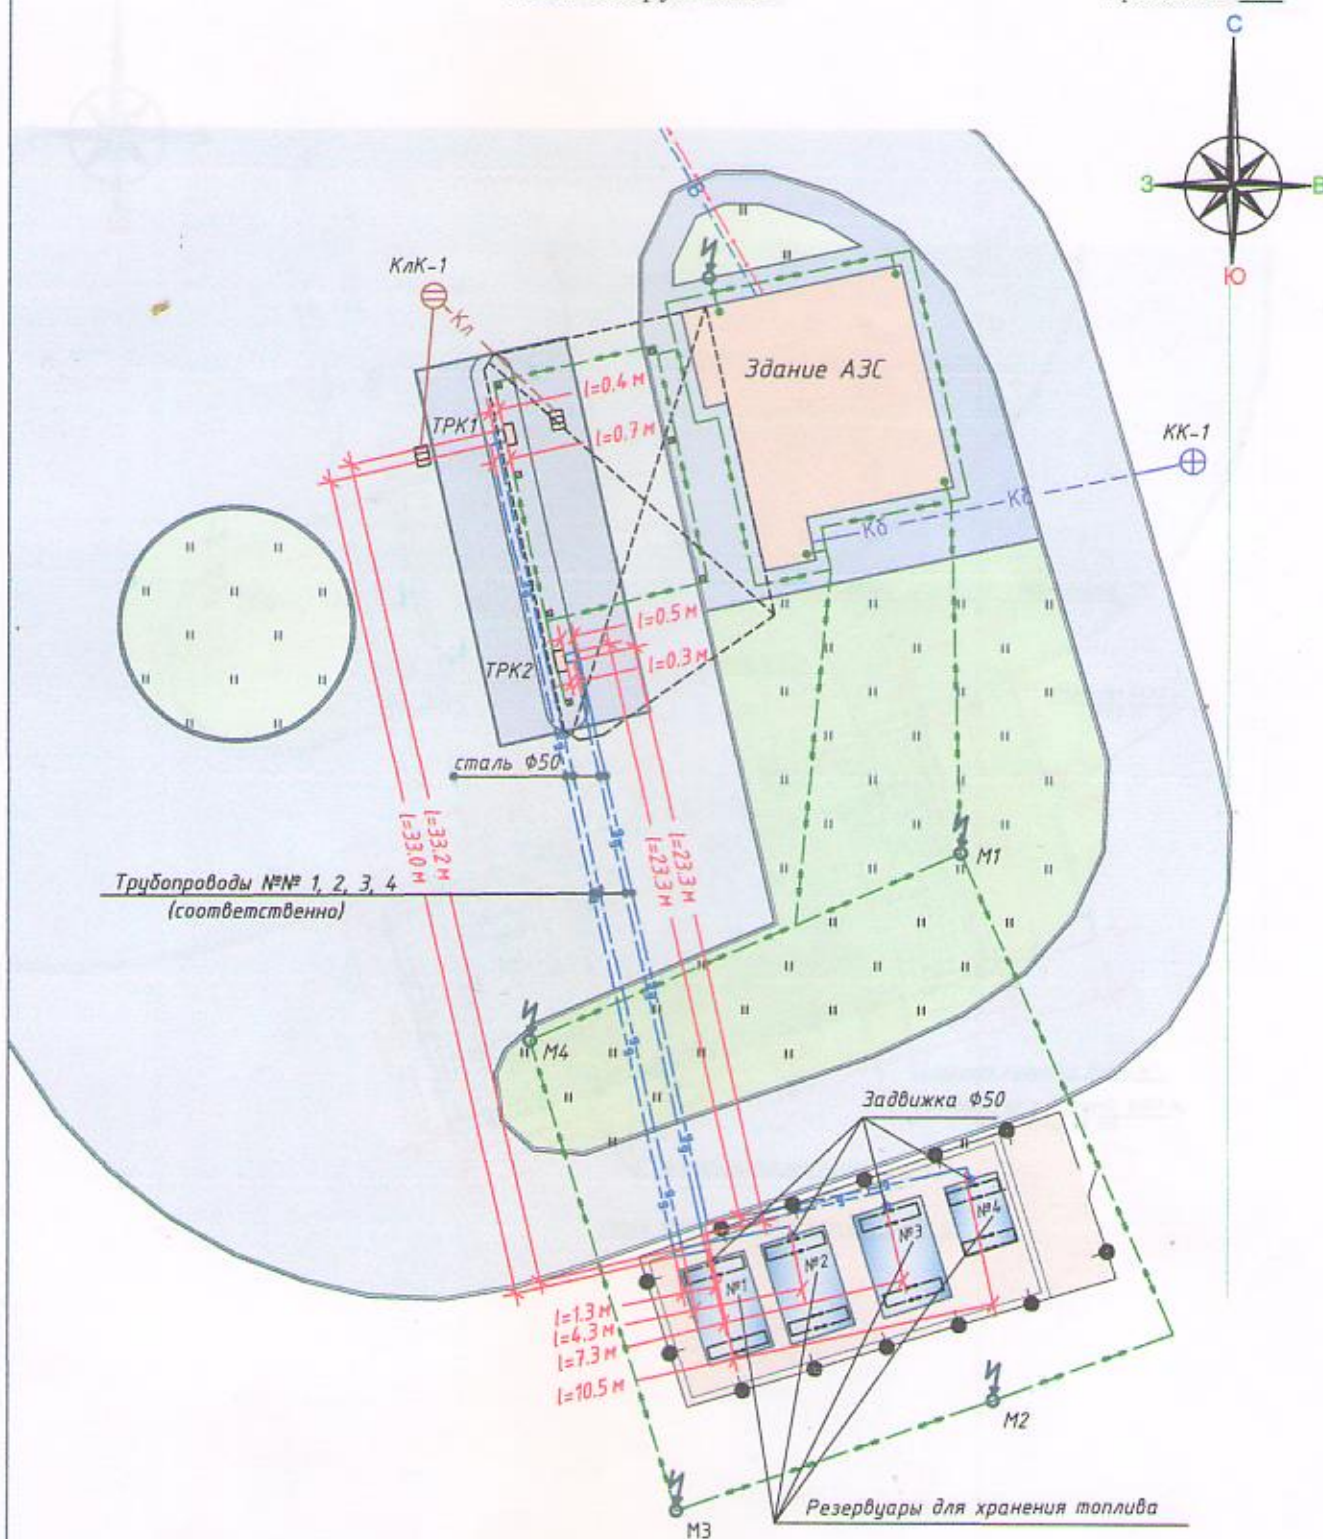 С
З
В
Ю
КлК-1
Кл
l=0.4 м
Здание АЗС
ТРК1
l=0.7 м
КК-1
Кб
Кб
l=0.5 м
ТРК2
l=0.3 м
сталь Ф50
l=33.0 м
l=33.2 м
l=23.3 м
l=23.3 м
М1
Трубопроводы №№ 1, 2, 3, 4
(соответственно)
М4
Задвижка Ф50
№1
№2
№3
№4
l=1.3 м
l=4.3 м
l=7.3 м
l=10.5 м
М2
Резервуары для хранения топлива
М3